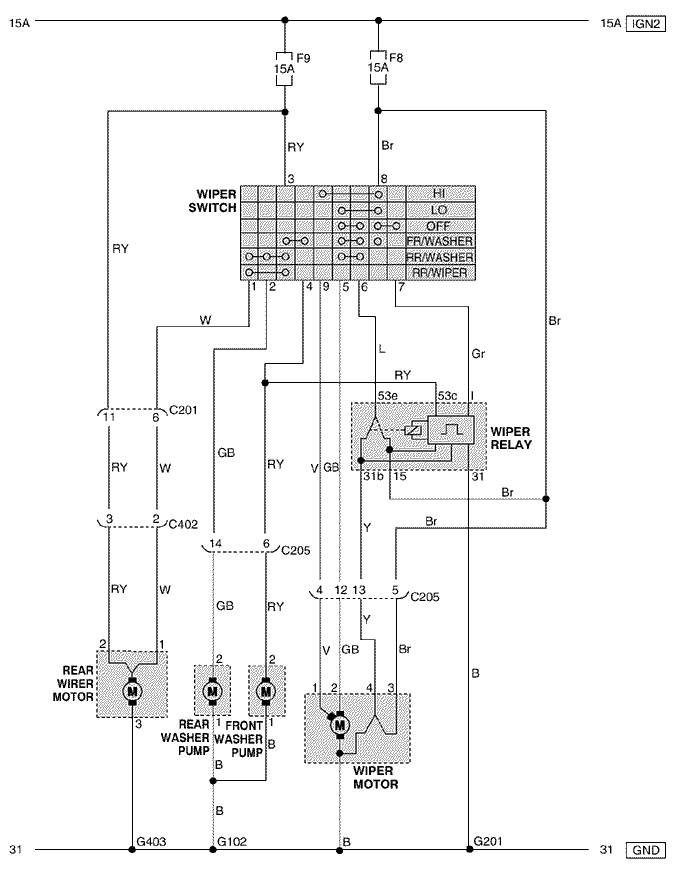 15A 15A IGN2
F9 F8
15A 15A
RY Br
3 8
WIPER SWITCH HI
LO
OFF
FR/WASHER
RR/WASHER
RR/WIPER
RY
1 2 4 9 5 6 7
W Br
L Gr
RY
53e 53c I
11 6 C201
WIPER RELAY
GB
RY W RY V GB
31b 15 31
Br
3 2 C402 Y Br
14 6 C205
RY W 4 12 13 5 C205
GB RY
Y
2 1 V GB Br
2 2
REAR WIRER MOTOR M M M 1 2 4 3
B
M
3 1 1
REAR WASHER PUMP FRONT WASHER PUMP
B B
WIPER MOTOR
B
31 G403 G102 B G201 31 GND